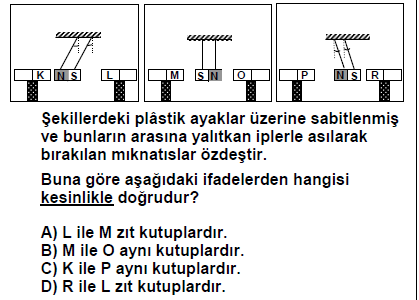 K N S L M S N O P N S R
Şekillerdeki plâstik ayaklar üzerine sabitlenmiş
ve bunların arasına yalıtkan iplerle asılarak
bırakılan mıknatıslar özdeştir.
Buna göre aşağıdaki ifadelerden hangisi
kesinlikle doğrudur?
A) L ile M zıt kutuplardır.
B) M ile O aynı kutuplardır.
C) K ile P aynı kutuplardır.
D) R ile L zıt kutuplardır.